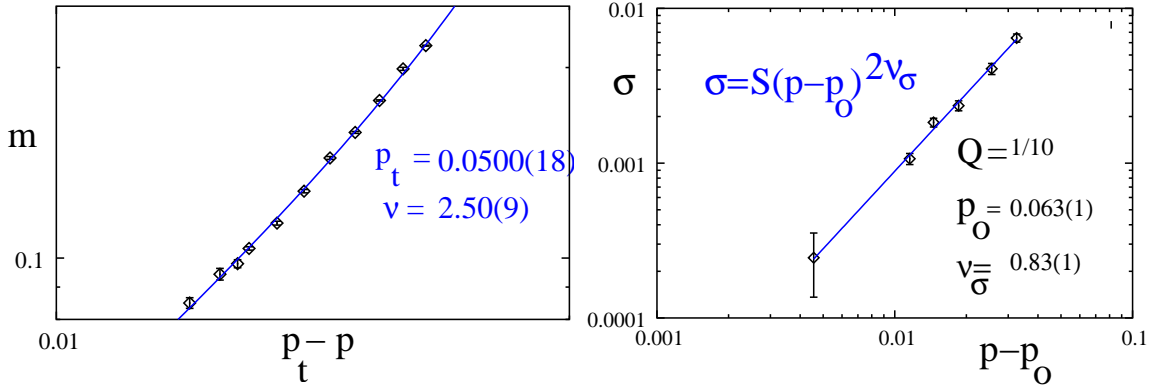 m
0.1
0.01
p_t − p
p_t = 0.0500(18)
ν = 2.50(9)
0.01
0.001
0.0001
σ
σ=S(p−p_o)^{2ν_σ}
Q = 1/10
p_o = 0.063(1)
ν_σ = 0.83(1)
0.001
0.01
0.1
p−p_o